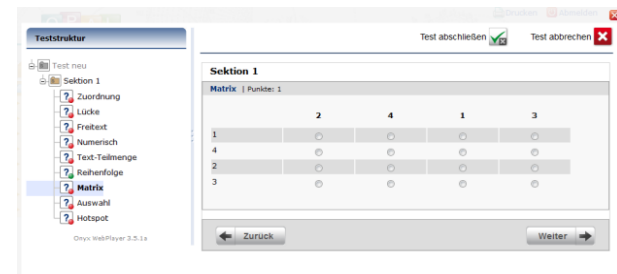 Drucken Abmelden
Teststruktur
Test abschließen Test abbrechen
Test neu
Sektion 1
Zuordnung
Lücke
Freitext
Numerisch
Text-Teilmenge
Reihenfolge
Matrix
Auswahl
Hotspot
Onyx WebPlayer 3.5.1a
Sektion 1
Matrix | Punkte: 1
2 4 1 3
1
4
2
3
Zurück Weiter